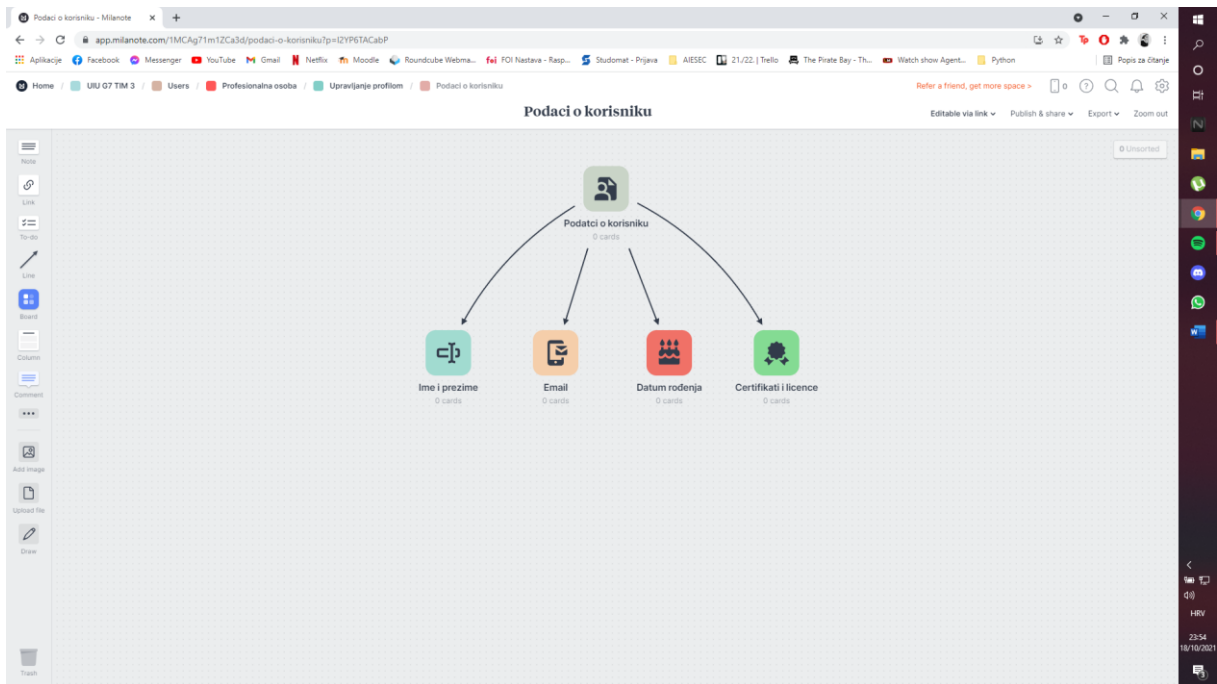 Podaci o korisniku - Milanote
app.milanote.com/1MCAg71m1ZCa3d/podaci-o-korisniku?p=I2YP6TACabP
Aplikacije Facebook Messenger YouTube Gmail Netflix Moodle Roundcube Webma... foi FOI Nastava - Rasp... Studomat - Prijava AIESEC 21./22. | Trello The Pirate Bay - Th... Watch show Agent... Python Popis za čitanje
Home / UIU G7 TIM 3 / Users / Profesionalna osoba / Upravljanje profilom / Podaci o korisniku
Refer a friend, get more space > 0
Podaci o korisniku
Editable via link Publish & share Export Zoom out
0 Unsorted
Note
Link
To-do
Line
Board
Column
Comment
Add image
Upload file
Draw
Trash
Podatci o korisniku
0 cards
Ime i prezime Email Datum rođenja Certifikati i licence
0 cards 0 cards 0 cards 0 cards
HRV
23:54
18/10/2021
3